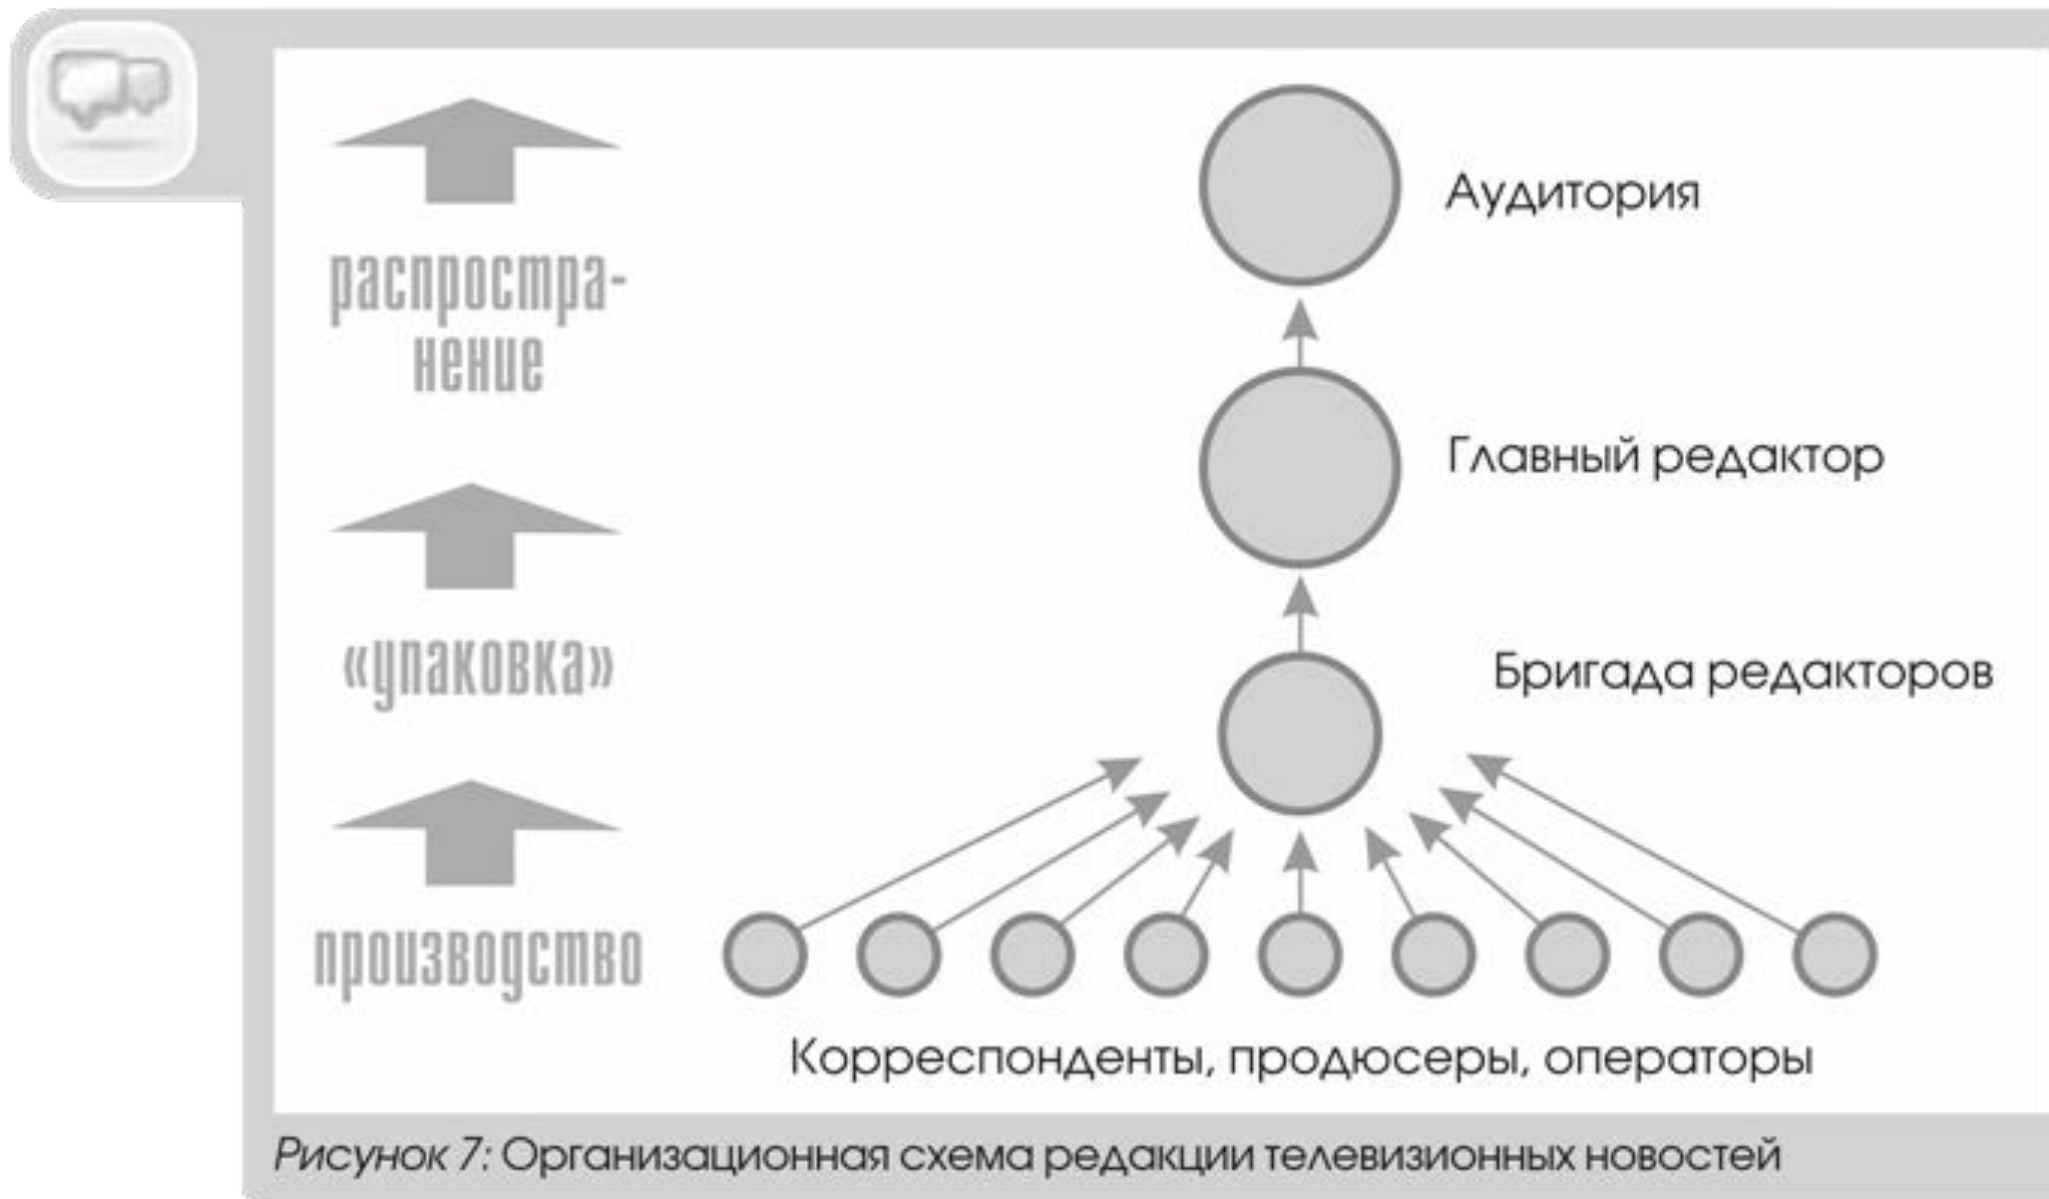 Аудитория
распростра-
нение
Главный редактор
«упаковка»
Бригада редакторов
производство
Корреспонденты, продюсеры, операторы
Рисунок 7: Организационная схема редакции телевизионных новостей